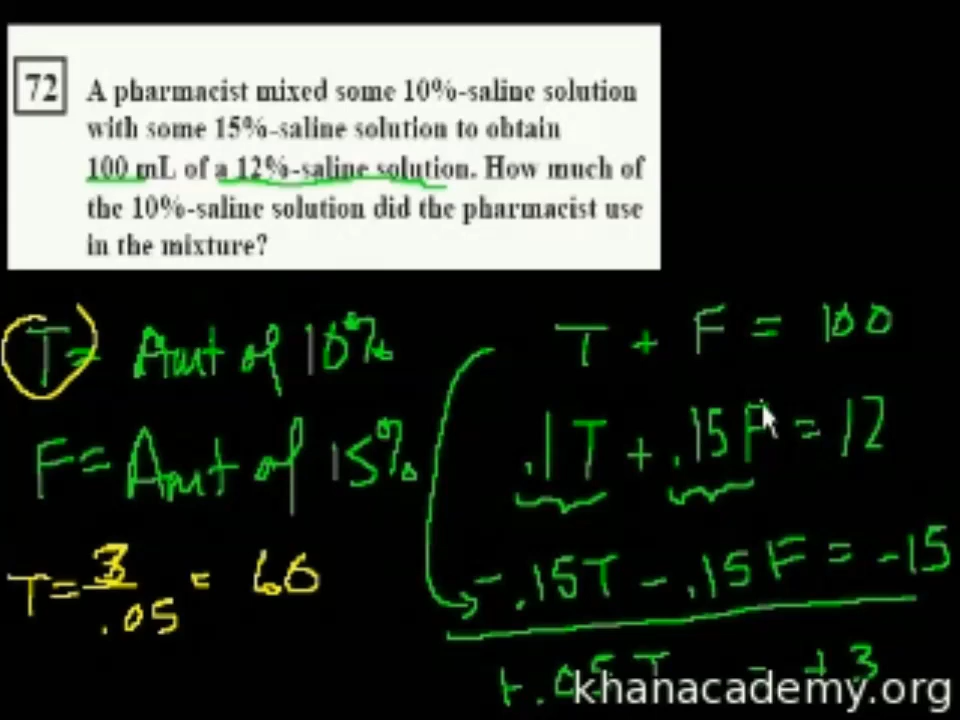 72
A pharmacist mixed some 10%-saline solution
with some 15%-saline solution to obtain
100 mL of a 12%-saline solution. How much of
the 10%-saline solution did the pharmacist use
in the mixture?
T = Amt of 10%
F = Amt of 15%
T = 3/.05 = 60
T + F = 100
.1T + .15F = 12
-.15T - .15F = -15
+.05T = +3
khanacademy.org